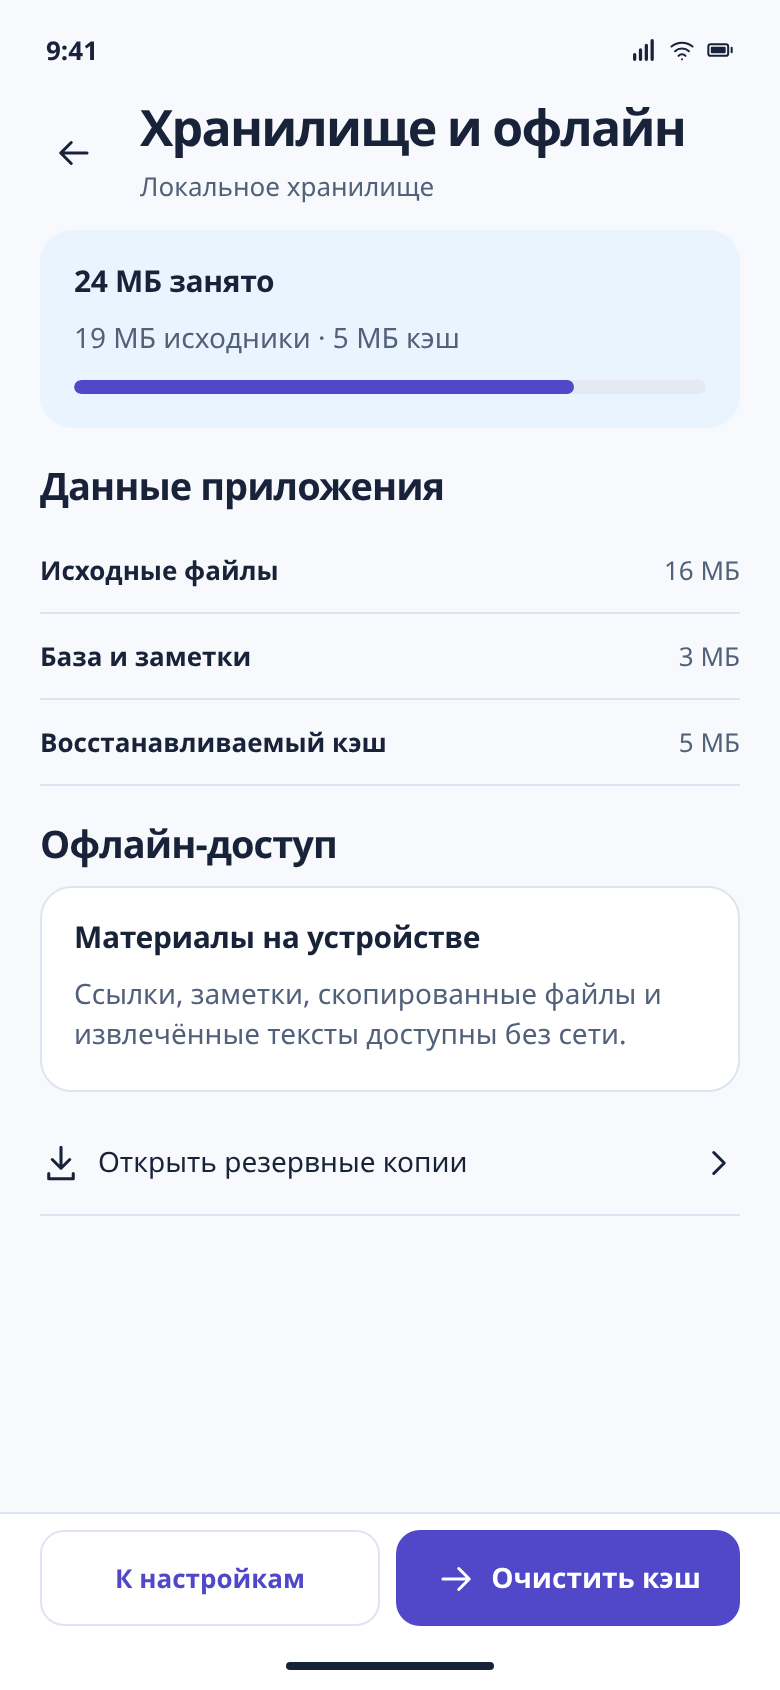 9:41
Хранилище и офлайн
Локальное хранилище
24 МБ занято
19 МБ исходники · 5 МБ кэш
Данные приложения
Исходные файлы 16 МБ
База и заметки 3 МБ
Восстанавливаемый кэш 5 МБ
Офлайн-доступ
Материалы на устройстве
Ссылки, заметки, скопированные файлы и
извлечённые тексты доступны без сети.
Открыть резервные копии
К настройкам Очистить кэш